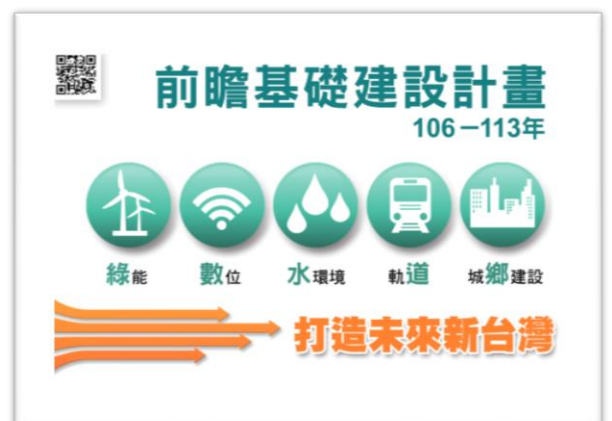 前瞻基礎建設計畫
106－113年
綠能 數位 水環境 軌道 城鄉建設
打造未來新台灣